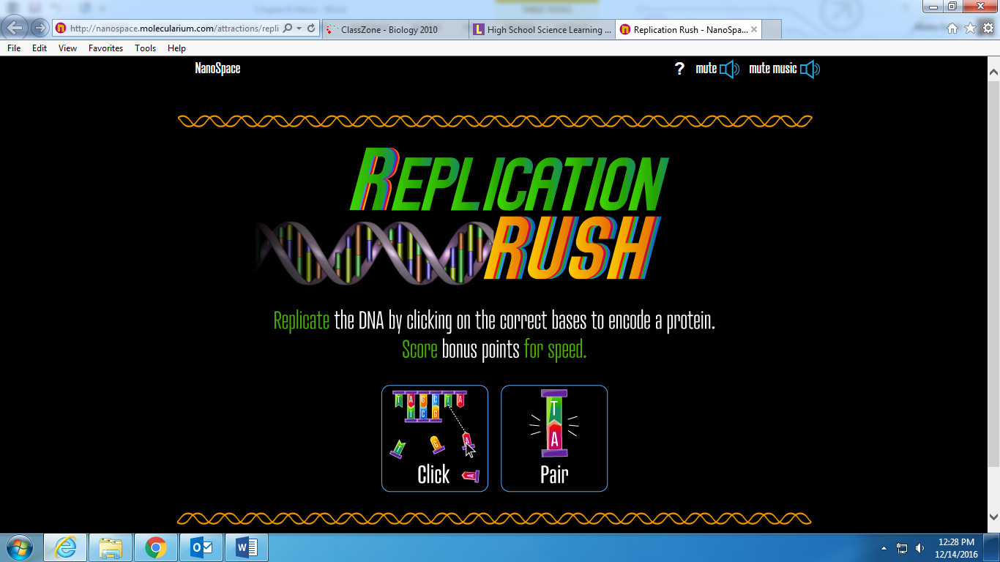 http://nanospace.molecularium.com/attractions/repli
ClassZone - Biology 2010
High School Science Learning ...
Replication Rush - NanoSpa...
File Edit View Favorites Tools Help
NanoSpace
? mute mute music
REPLICATION
RUSH
Replicate the DNA by clicking on the correct bases to encode a protein.
Score bonus points for speed.
T A G C T A
T C G
T G A
A
Click
T
A
Pair
12:28 PM
12/14/2016